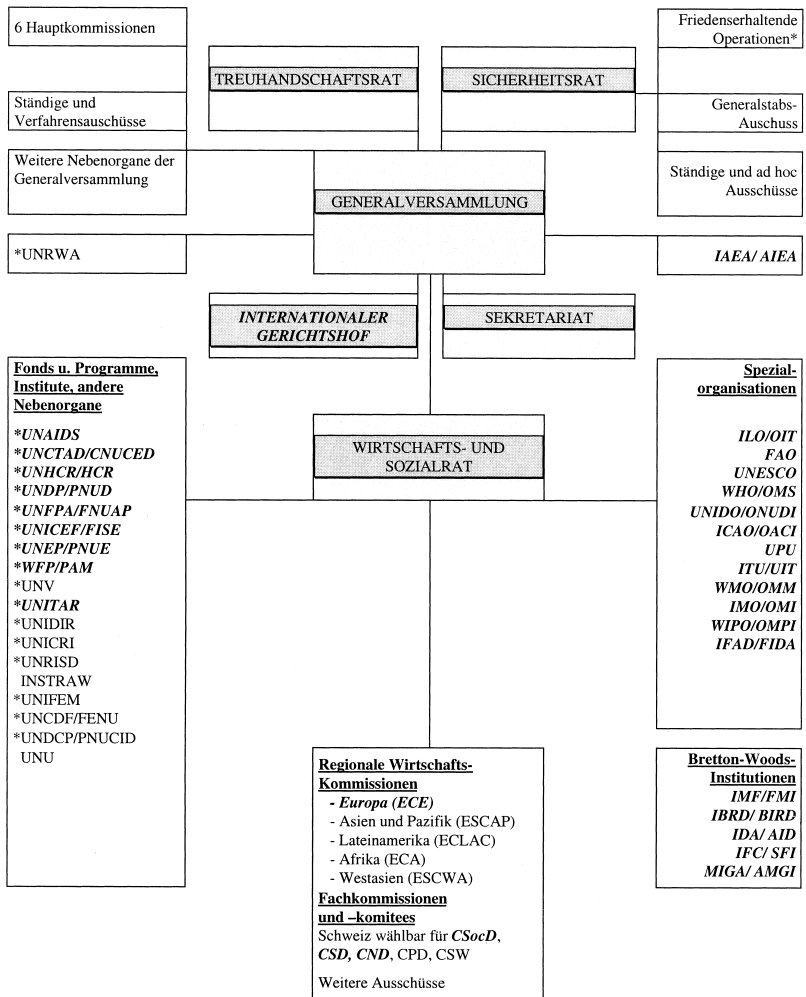 6 Hauptkommissionen
Ständige und
Verfahrensauschüsse
Weitere Nebenorgane der
Generalversammlung
*UNRWA
TREUHANDSCHAFTSRAT
SICHERHEITSRAT
Friedenserhaltende
Operationen*
Generalstabs-
Auschuss
Ständige und ad hoc
Ausschüsse
IAEA/ AIEA
GENERALVERSAMMLUNG
INTERNATIONALER
GERICHTSHOF
SEKRETARIAT
WIRTSCHAFTS- UND
SOZIALRAT
Fonds u. Programme,
Institute, andere
Nebenorgane
*UNAIDS
*UNCTAD/CNUCED
*UNHCR/HCR
*UNDP/PNUD
*UNFPA/FNUAP
*UNICEF/FISE
*UNEP/PNUE
*WFP/PAM
*UNV
*UNITAR
*UNIDIR
*UNICRI
*UNRISD
INSTRAW
*UNIFEM
*UNCDF/FENU
*UNDCP/PNUCID
UNU
Spezial-
organisationen
ILO/OIT
FAO
UNESCO
WHO/OMS
UNIDO/ONUDI
ICAO/OACI
UPU
ITU/UIT
WMO/OMM
IMO/OMI
WIPO/OMPI
IFAD/FIDA
Regionale Wirtschafts-
Kommissionen
- Europa (ECE)
- Asien und Pazifik (ESCAP)
- Lateinamerika (ECLAC)
- Afrika (ECA)
- Westasien (ESCWA)
Fachkommissionen
und –komitees
Schweiz wählbar für CSocD,
CSD, CND, CPD, CSW
Weitere Ausschüsse
Bretton-Woods-
Institutionen
IMF/FMI
IBRD/ BIRD
IDA/ AID
IFC/ SFI
MIGA/ AMGI